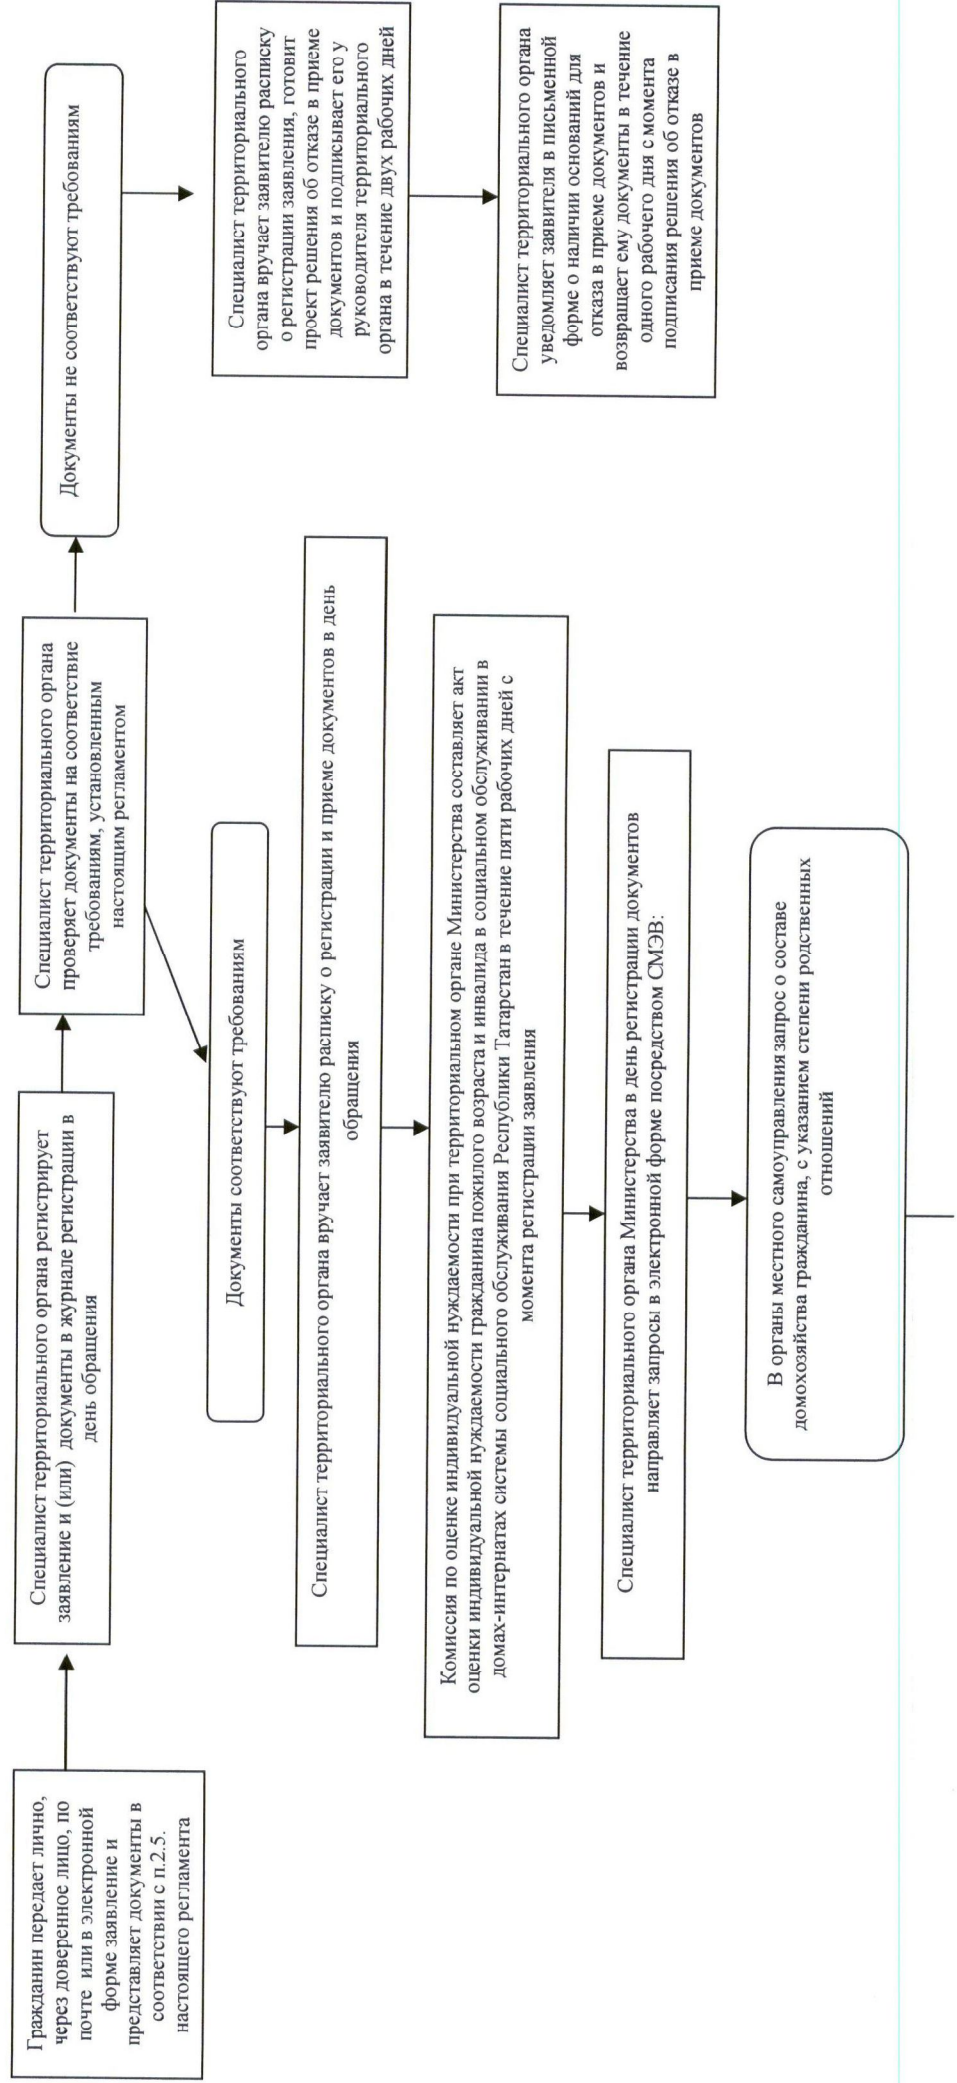 Гражданин передает лично,
через доверенное лицо, по
почте или в электронной
форме заявление и
представляет документы в
соответствии с п.2.5.
настоящего регламента
Специалист территориального органа регистрирует
заявление и (или) документы в журнале регистрации в
день обращения
Специалист территориального органа
проверяет документы на соответствие
требованиям, установленным
настоящим регламентом
Документы не соответствуют требованиям
Специалист территориального
органа вручает заявителю расписку
о регистрации заявления, готовит
проект решения об отказе в приеме
документов и подписывает его у
руководителя территориального
органа в течение двух рабочих дней
Специалист территориального органа
уведомляет заявителя в письменной
форме о наличии оснований для
отказа в приеме документов и
возвращает ему документы в течение
одного рабочего дня с момента
подписания решения об отказе в
приеме документов
Документы соответствуют требованиям
Специалист территориального органа вручает заявителю расписку о регистрации и приеме документов в день
обращения
Комиссия по оценке индивидуальной нуждаемости при территориальном органе Министерства составляет акт
оценки индивидуальной нуждаемости гражданина пожилого возраста и инвалида в социальном обслуживании в
домах-интернатах системы социального обслуживания Республики Татарстан в течение пяти рабочих дней с
момента регистрации заявления
Специалист территориального органа Министерства в день регистрации документов
направляет запросы в электронной форме посредством СМЭВ:
В органы местного самоуправления запрос о составе
домохозяйства гражданина, с указанием степени родственных
отношений